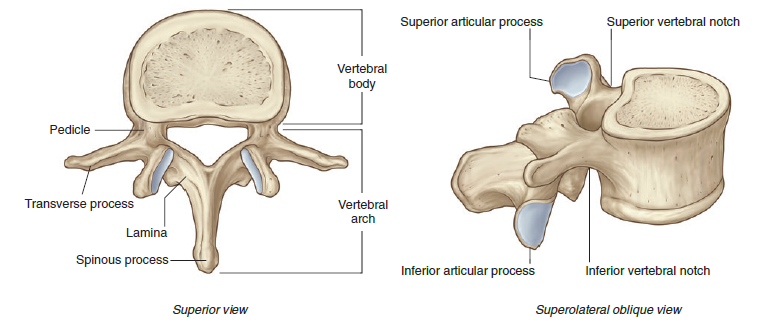 Vertebral
body
Pedicle
Transverse process
Vertebral
arch
Lamina
Spinous process
Superior view
Superior articular process
Superior vertebral notch
Inferior articular process
Inferior vertebral notch
Superolateral oblique view